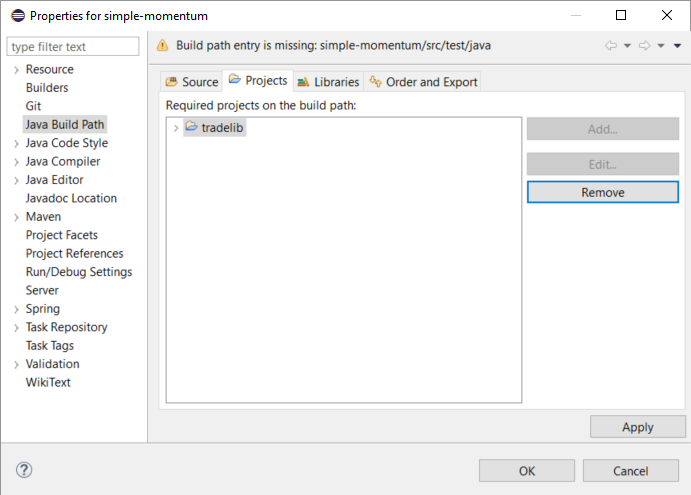 Properties for simple-momentum
type filter text
Build path entry is missing: simple-momentum/src/test/java
Resource
Builders
Git
Java Build Path
Java Code Style
Java Compiler
Java Editor
Javadoc Location
Maven
Project Facets
Project References
Run/Debug Settings
Server
Spring
Task Repository
Task Tags
Validation
WikiText
Source
Projects
Libraries
Order and Export
Required projects on the build path:
tradelib
Add...
Edit...
Remove
Apply
?
OK
Cancel